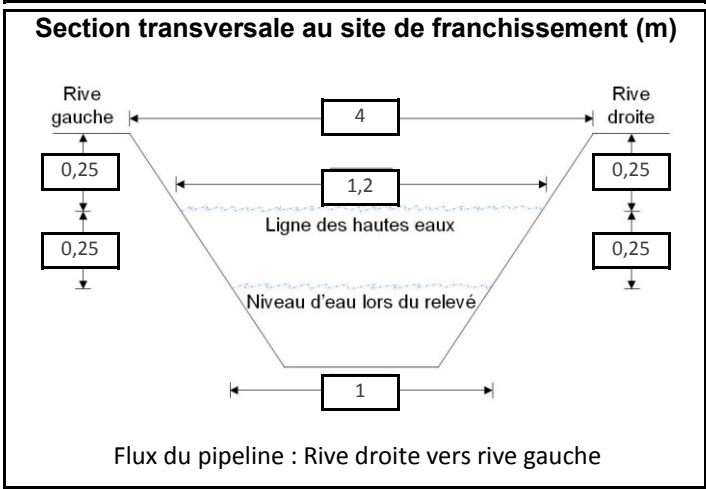 Section transversale au site de franchissement (m)
Rive
gauche
4
Rive
droite
0,25
1,2
0,25
Ligne des hautes eaux
0,25
0,25
Niveau d'eau lors du relevé
1
Flux du pipeline : Rive droite vers rive gauche